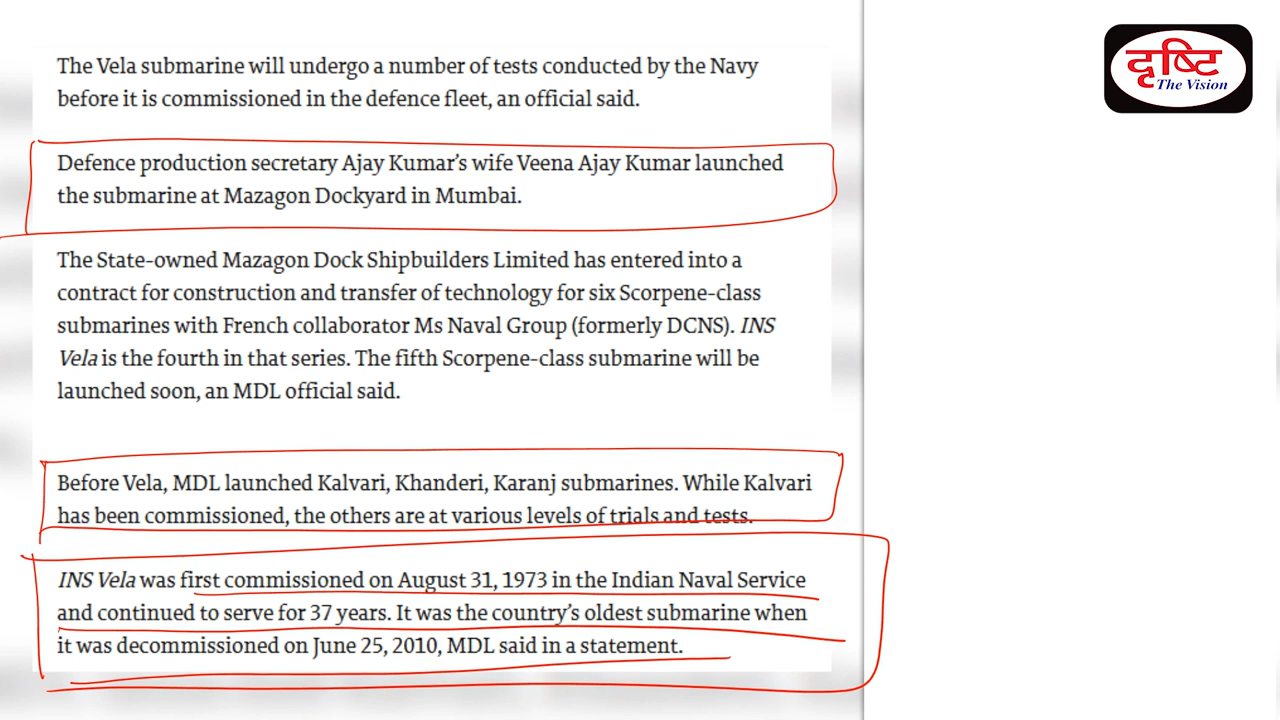 The Vela submarine will undergo a number of tests conducted by the Navy
before it is commissioned in the defence fleet, an official said.
Defence production secretary Ajay Kumar’s wife Veena Ajay Kumar launched
the submarine at Mazagon Dockyard in Mumbai.
The State-owned Mazagon Dock Shipbuilders Limited has entered into a
contract for construction and transfer of technology for six Scorpene-class
submarines with French collaborator Ms Naval Group (formerly DCNS). INS
Vela is the fourth in that series. The fifth Scorpene-class submarine will be
launched soon, an MDL official said.
Before Vela, MDL launched Kalvari, Khanderi, Karanj submarines. While Kalvari
has been commissioned, the others are at various levels of trials and tests.
INS Vela was first commissioned on August 31, 1973 in the Indian Naval Service
and continued to serve for 37 years. It was the country’s oldest submarine when
it was decommissioned on June 25, 2010, MDL said in a statement.
दृष्टि
The Vision